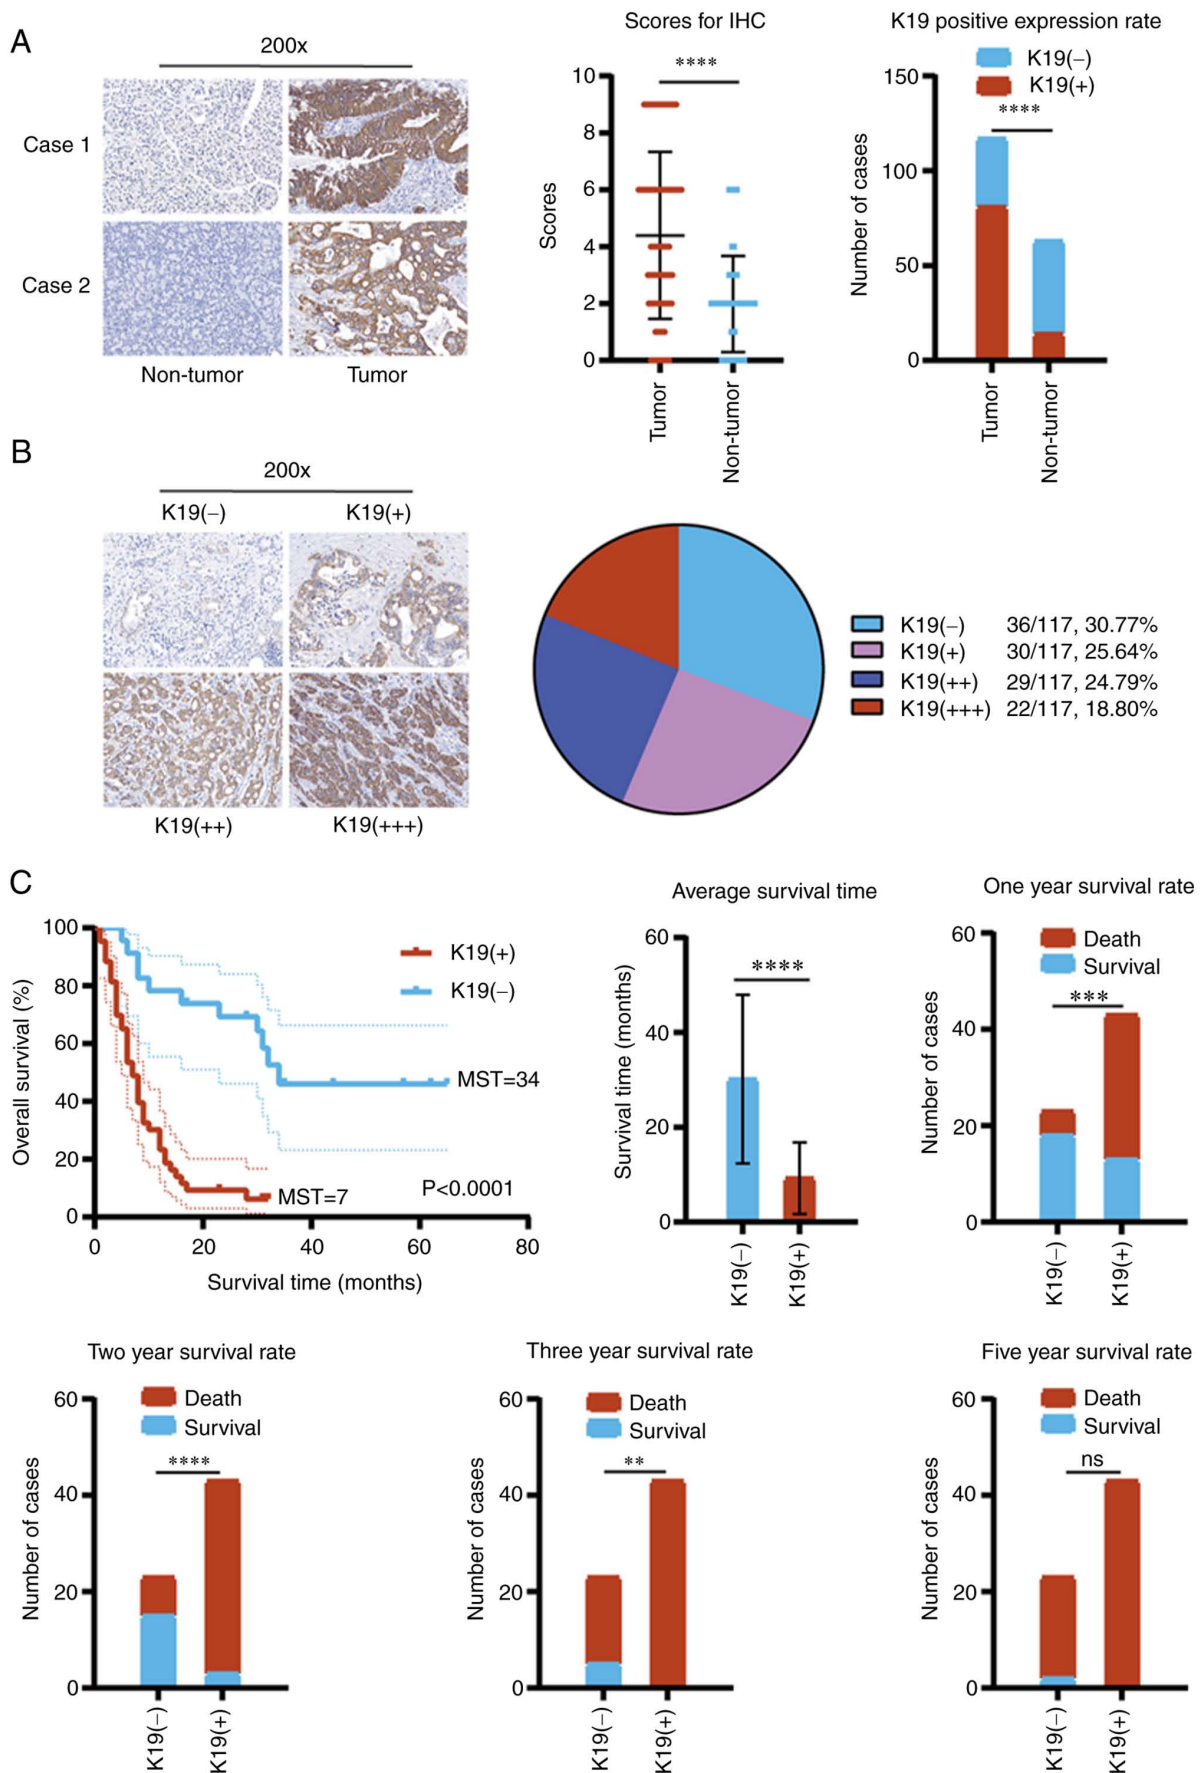 A
200x
Case 1
Case 2
Non-tumor
Tumor
Scores for IHC
****
10
8
6
4
2
0
Scores
Tumor
Non-tumor
K19 positive expression rate
K19(−)
K19(+)
****
150
100
50
0
Number of cases
Tumor
Non-tumor
B
200x
K19(−)
K19(+)
K19(++)
K19(+++)
K19(−) 36/117, 30.77%
K19(+) 30/117, 25.64%
K19(++) 29/117, 24.79%
K19(+++) 22/117, 18.80%
C
100
80
60
40
20
0
Overall survival (%)
K19(+)
K19(−)
MST=34
MST=7
P<0.0001
0 20 40 60 80
Survival time (months)
Average survival time
****
60
40
20
0
Survival time (months)
K19(−)
K19(+)
One year survival rate
Death
Survival
***
60
40
20
0
Number of cases
K19(−)
K19(+)
Two year survival rate
Death
Survival
****
60
40
20
0
Number of cases
K19(−)
K19(+)
Three year survival rate
Death
Survival
**
60
40
20
0
Number of cases
K19(−)
K19(+)
Five year survival rate
Death
Survival
ns
60
40
20
0
Number of cases
K19(−)
K19(+)